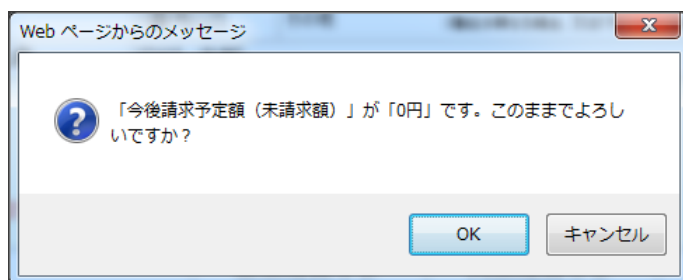 Web ページからのメッセージ
「今後請求予定額（未請求額）」が「0円」です。このままでよろし
いですか？
OK
キャンセル